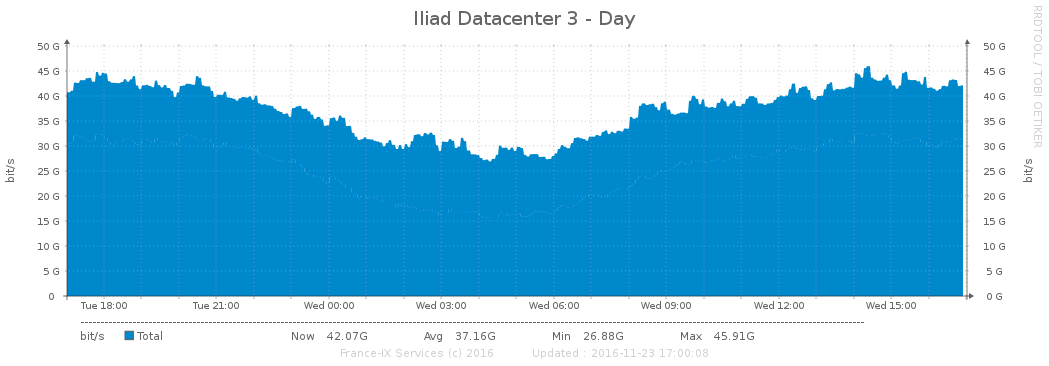 Iliad Datacenter 3 - Day
RRDTOOL / TOBI OETIKER
50 G 50 G
45 G 45 G
40 G 40 G
35 G 35 G
30 G 30 G
25 G 25 G
20 G 20 G
15 G 15 G
10 G 10 G
5 G 5 G
0 0 G
bit/s bit/s
Tue 18:00 Tue 21:00 Wed 00:00 Wed 03:00 Wed 06:00 Wed 09:00 Wed 12:00 Wed 15:00
bit/s Total Now 42.07G Avg 37.16G Min 26.88G Max 45.91G
France-IX Services (c) 2016 Updated : 2016-11-23 17:00:08